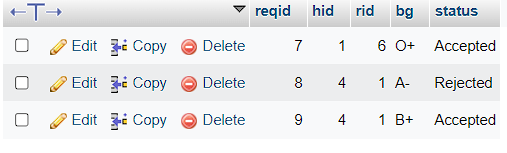 reqid hid rid bg status
Edit Copy Delete 7 1 6 O+ Accepted
Edit Copy Delete 8 4 1 A- Rejected
Edit Copy Delete 9 4 1 B+ Accepted